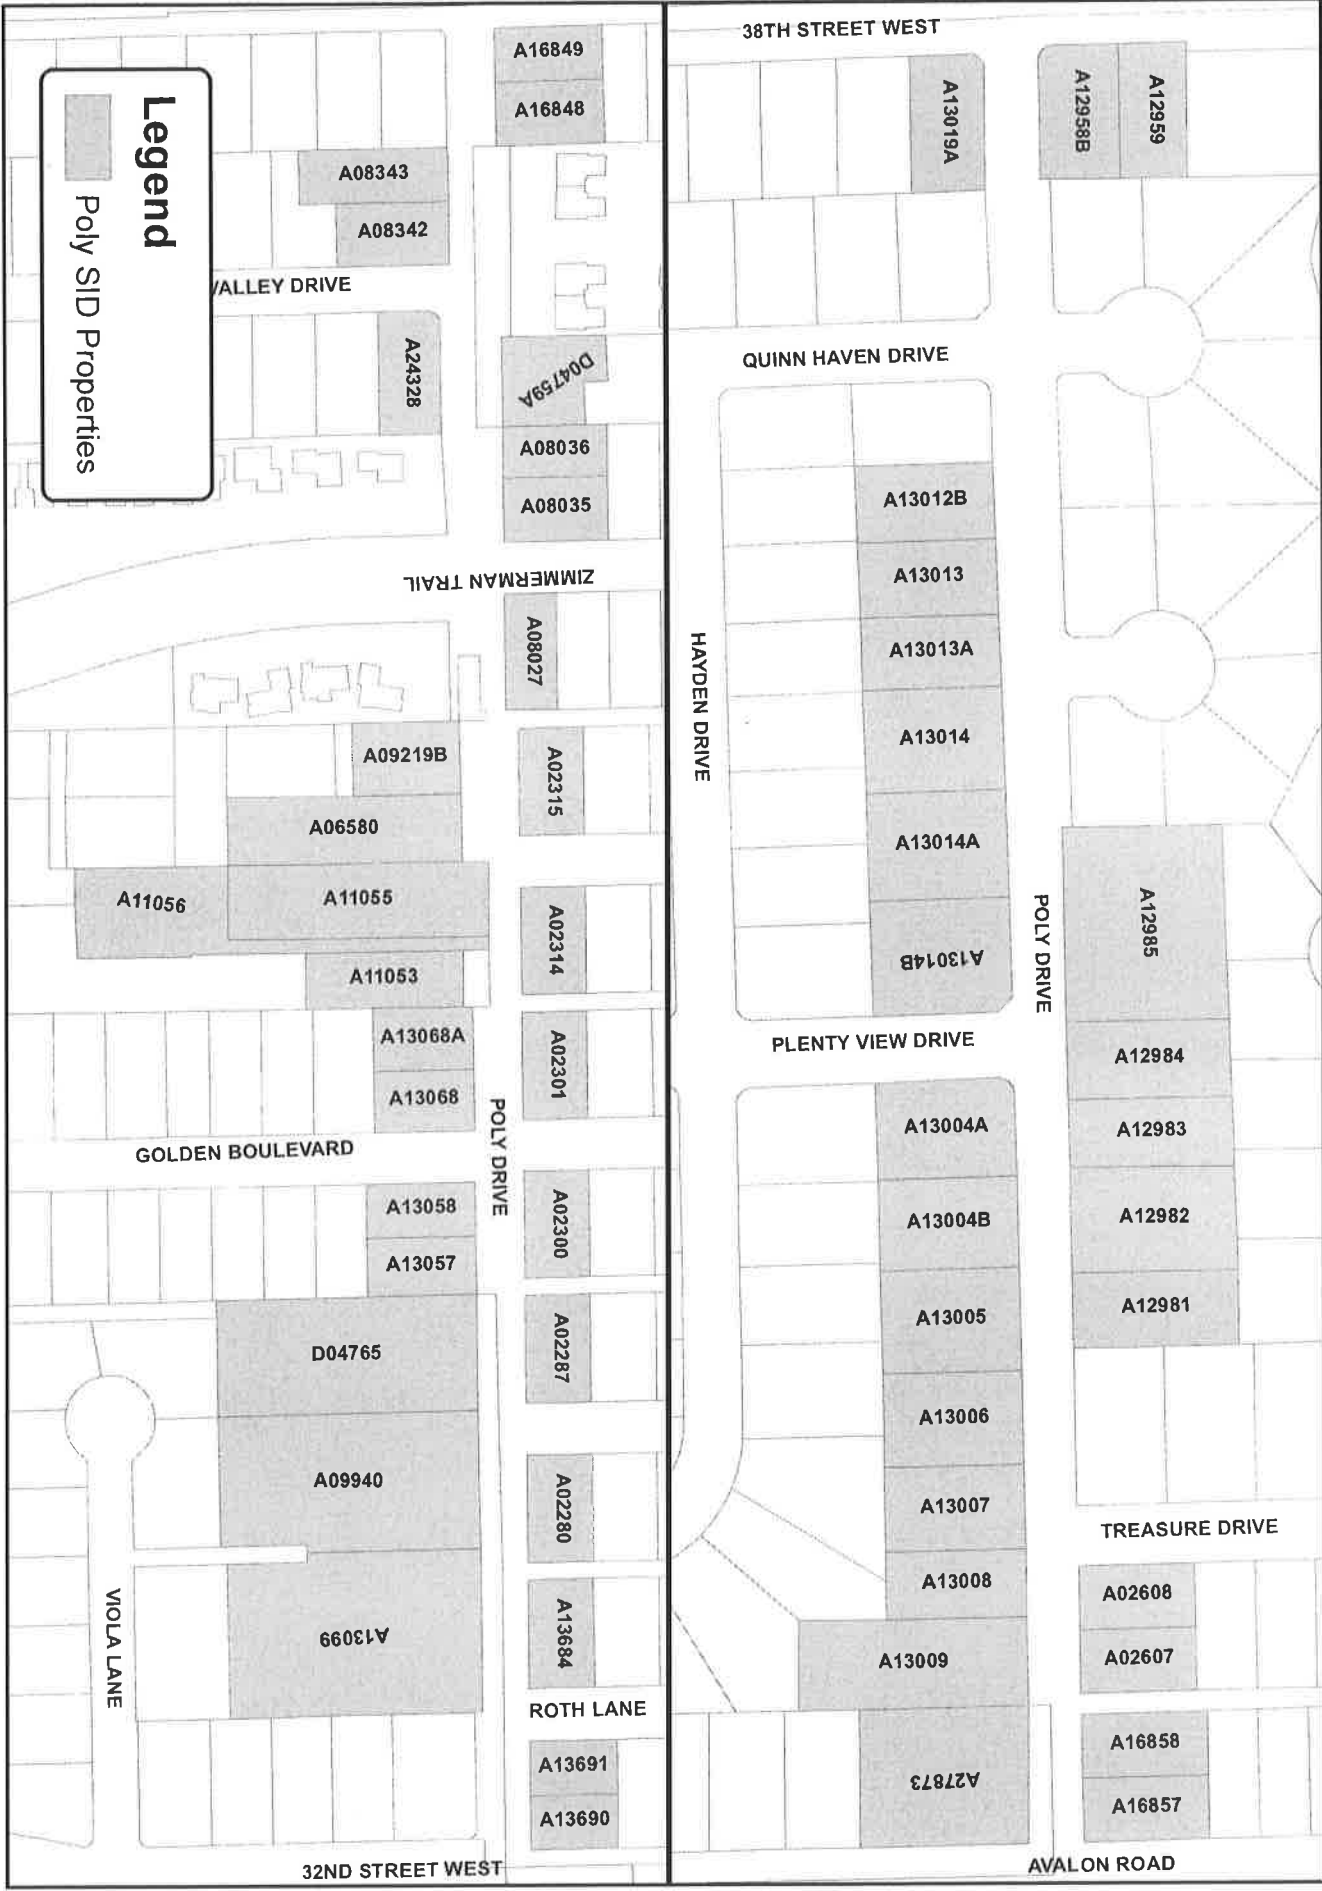 Legend
Poly SID Properties
A16849
A16848
A08343
A08342
VALLEY DRIVE
A24328
D04759A
A08036
A08035
ZIMMERMAN TRAIL
A08027
A09219B
A02315
A06580
A11056
A11055
A02314
A11053
A13068A
A02301
A13068
POLY DRIVE
GOLDEN BOULEVARD
A13058
A02300
A13057
D04765
A02287
A09940
A02280
A13099
A13684
VIOLA LANE
ROTH LANE
A13691
A13690
32ND STREET WEST
38TH STREET WEST
A13019A
A12958B
A12959
QUINN HAVEN DRIVE
A13012B
A13013
A13013A
HAYDEN DRIVE
A13014
A13014A
A13014B
POLY DRIVE
A12985
PLENTY VIEW DRIVE
A12984
A13004A
A12983
A13004B
A12982
A13005
A12981
A13006
A13007
TREASURE DRIVE
A13008
A02608
A13009
A02607
A16858
A27873
A16857
AVALON ROAD